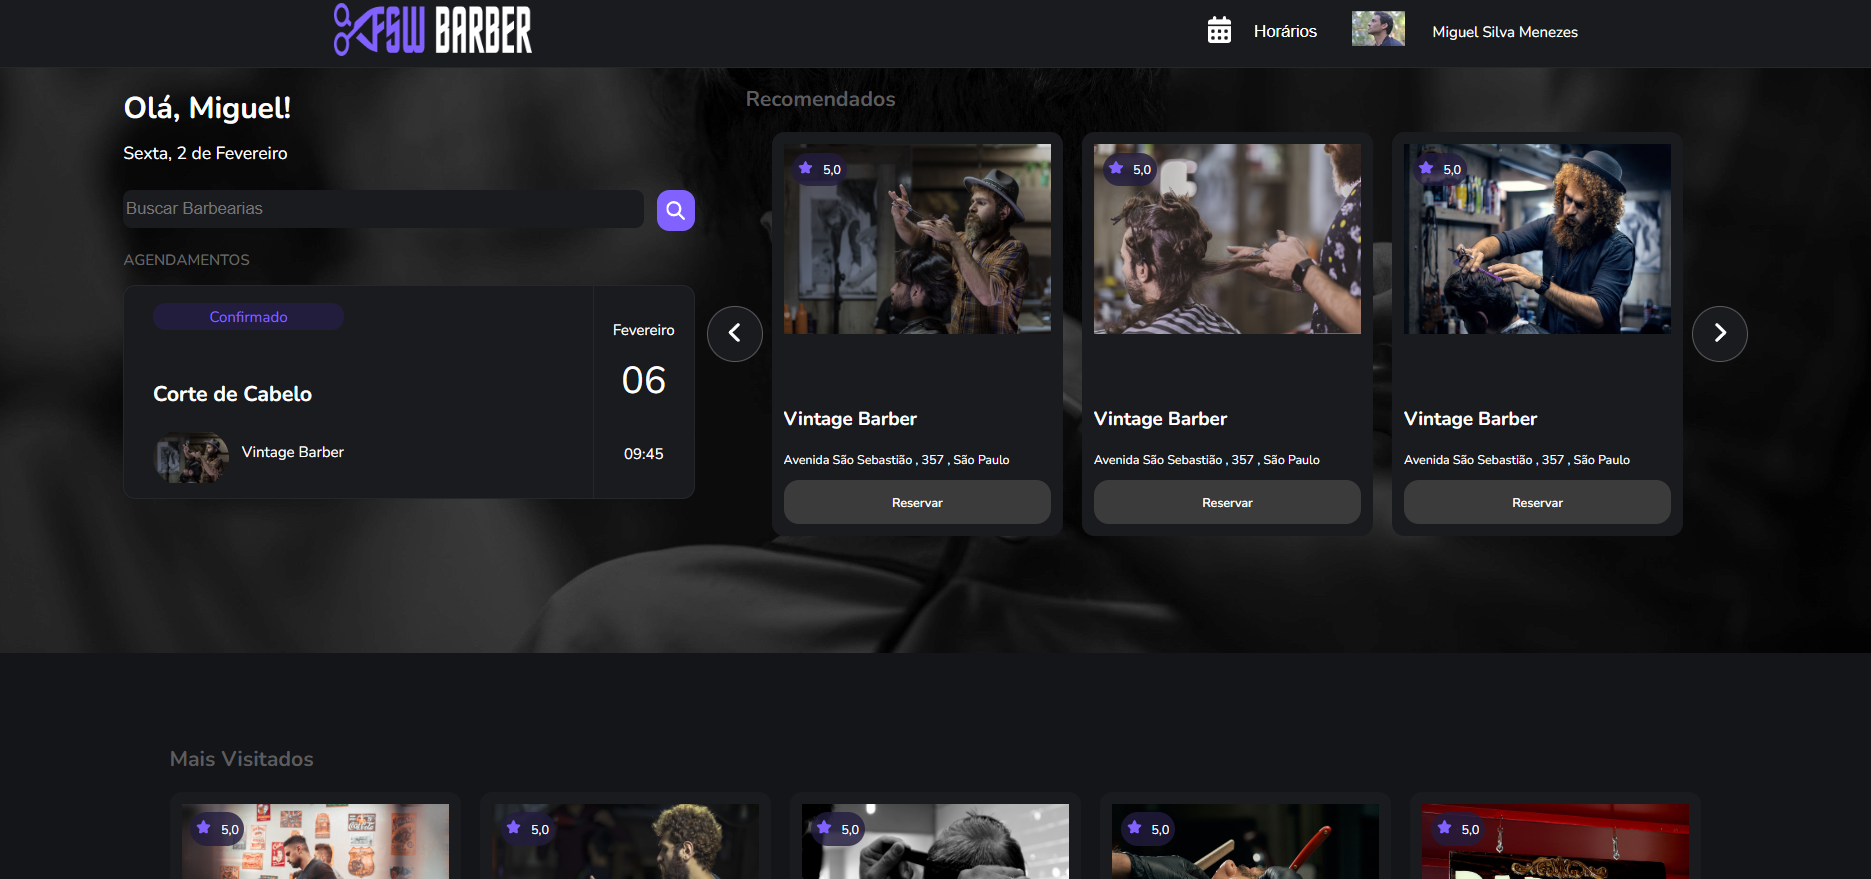 FSW BARBER
Horários
Miguel Silva Menezes
Olá, Miguel!
Sexta, 2 de Fevereiro
Buscar Barbearias
AGENDAMENTOS
Confirmado
Corte de Cabelo
Vintage Barber
Fevereiro
06
09:45
Recomendados
5,0
5,0
5,0
Vintage Barber
Vintage Barber
Vintage Barber
Avenida São Sebastião , 357 , São Paulo
Avenida São Sebastião , 357 , São Paulo
Avenida São Sebastião , 357 , São Paulo
Reservar
Reservar
Reservar
Mais Visitados
5,0
5,0
5,0
5,0
5,0